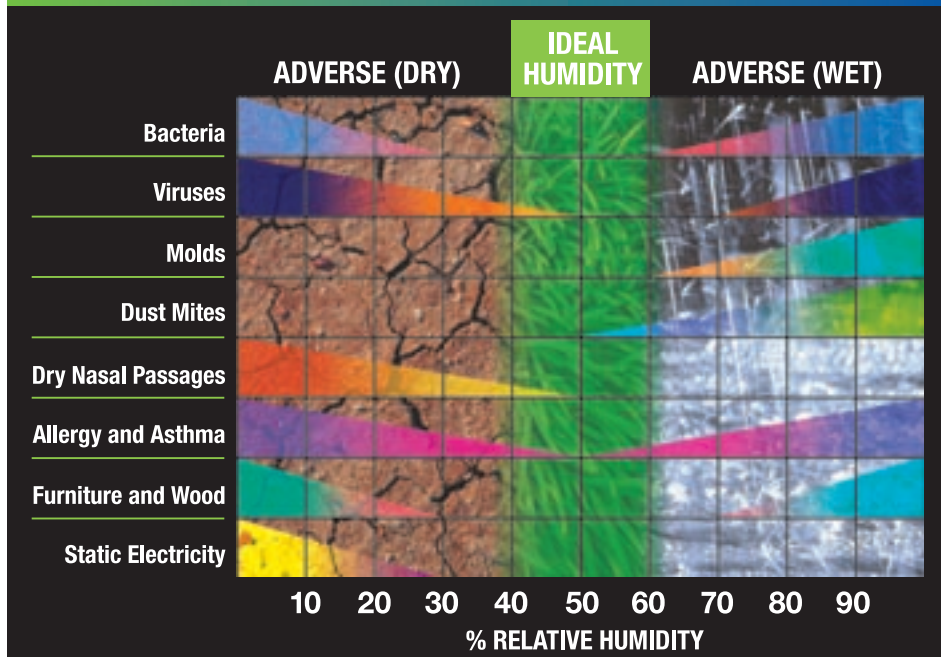 IDEAL
HUMIDITY
ADVERSE (DRY)
ADVERSE (WET)
Bacteria
Viruses
Molds
Dust Mites
Dry Nasal Passages
Allergy and Asthma
Furniture and Wood
Static Electricity
10 20 30 40 50 60 70 80 90
% RELATIVE HUMIDITY